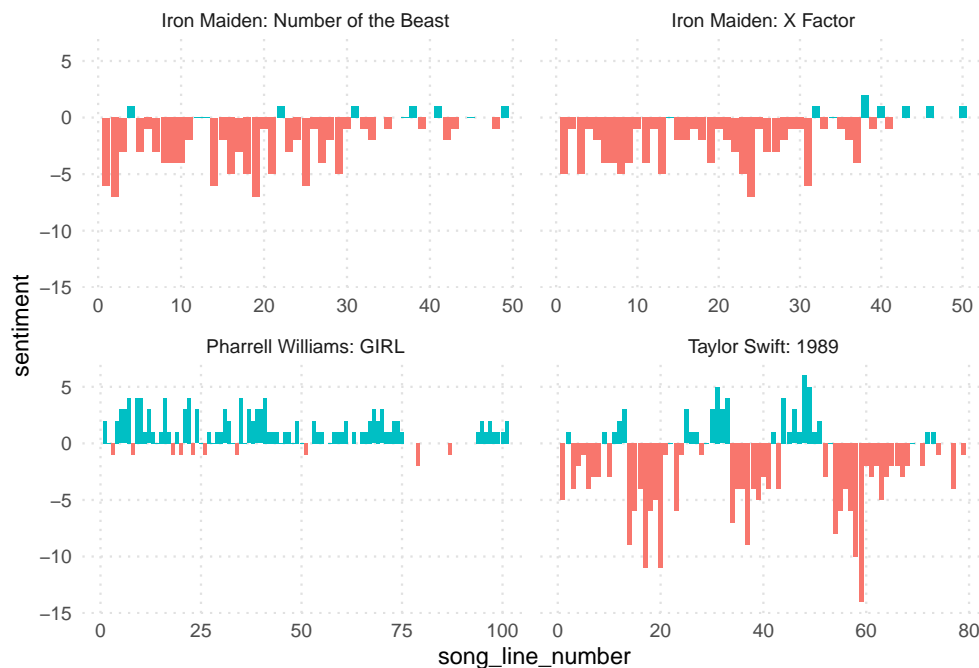 Iron Maiden: Number of the Beast
Iron Maiden: X Factor
5
0
−5
−10
−15
0 10 20 30 40 50
0 10 20 30 40 50
sentiment
Pharrell Williams: GIRL
Taylor Swift: 1989
5
0
−5
−10
−15
0 25 50 75 100
0 20 40 60 80
song_line_number